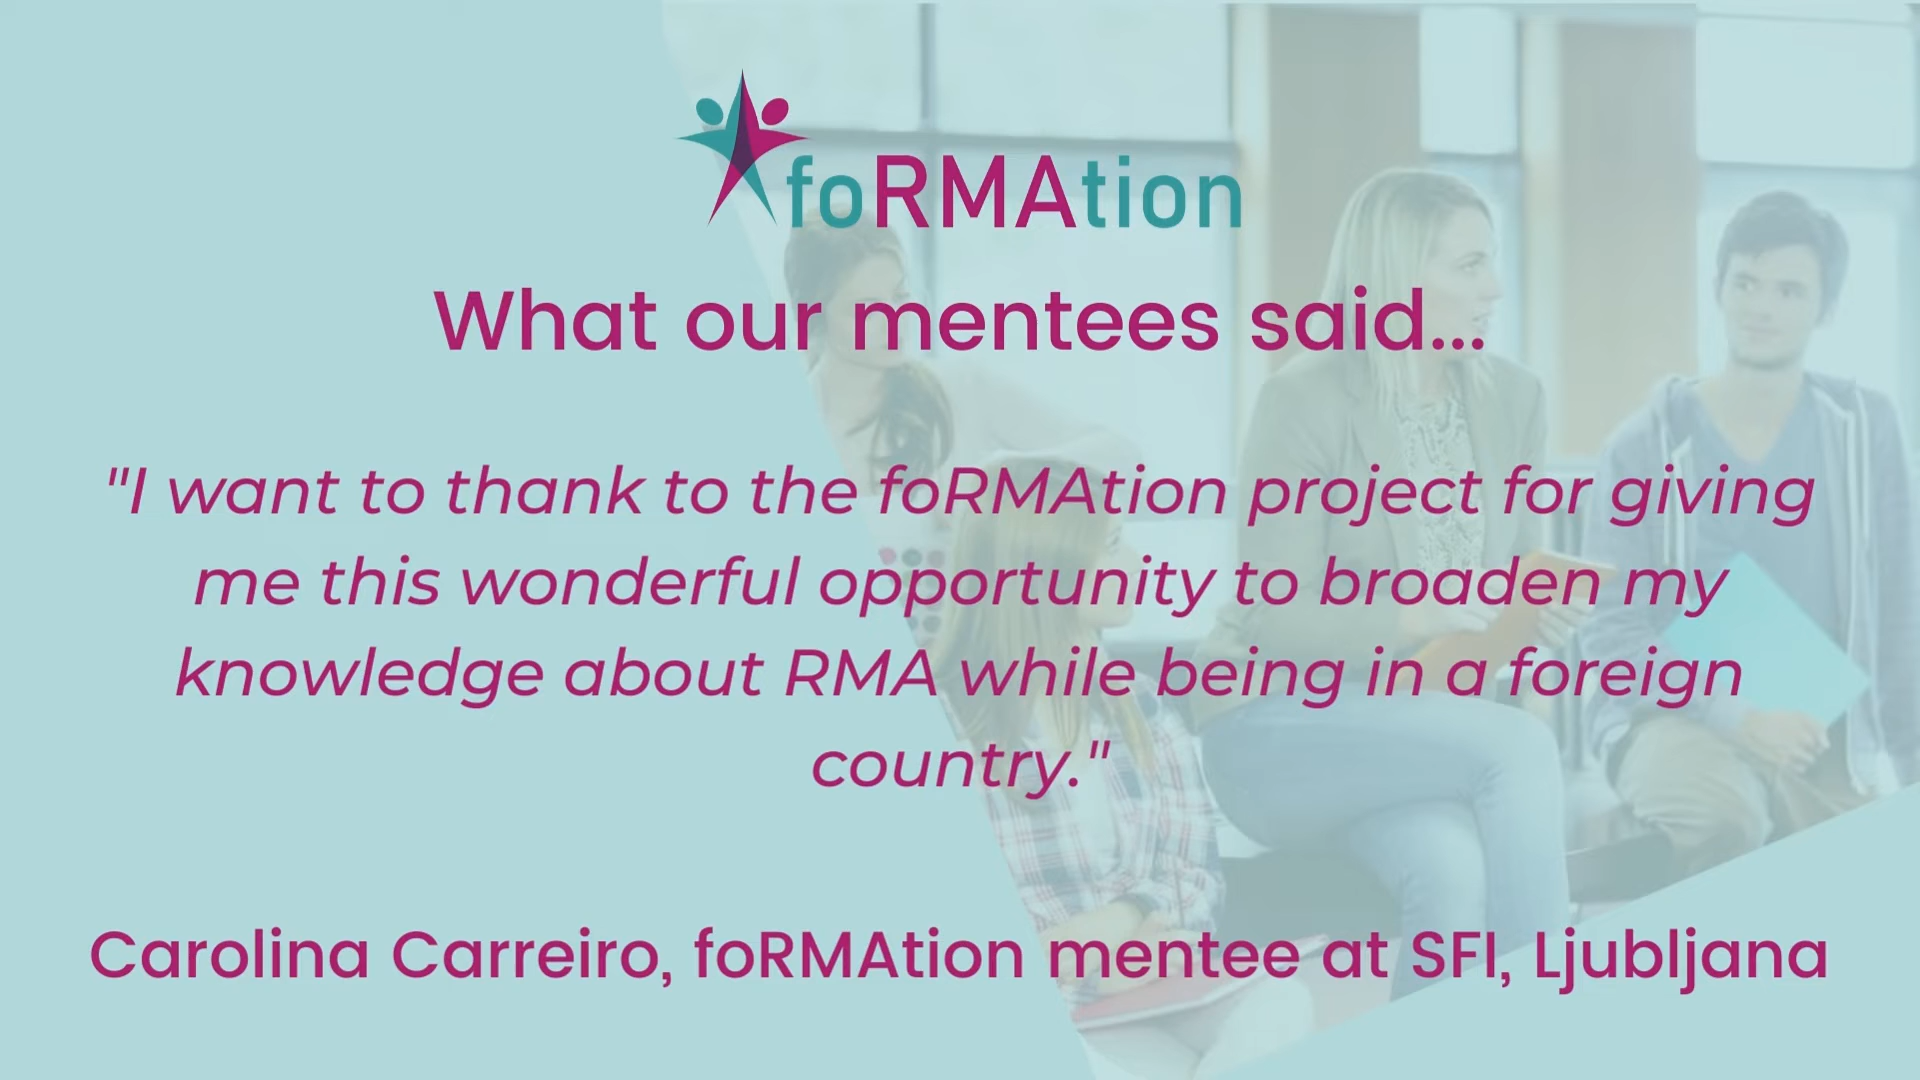 foRMAtion
What our mentees said...
"I want to thank to the foRMAtion project for giving
me this wonderful opportunity to broaden my
knowledge about RMA while being in a foreign
country."
Carolina Carreiro, foRMAtion mentee at SFI, Ljubljana